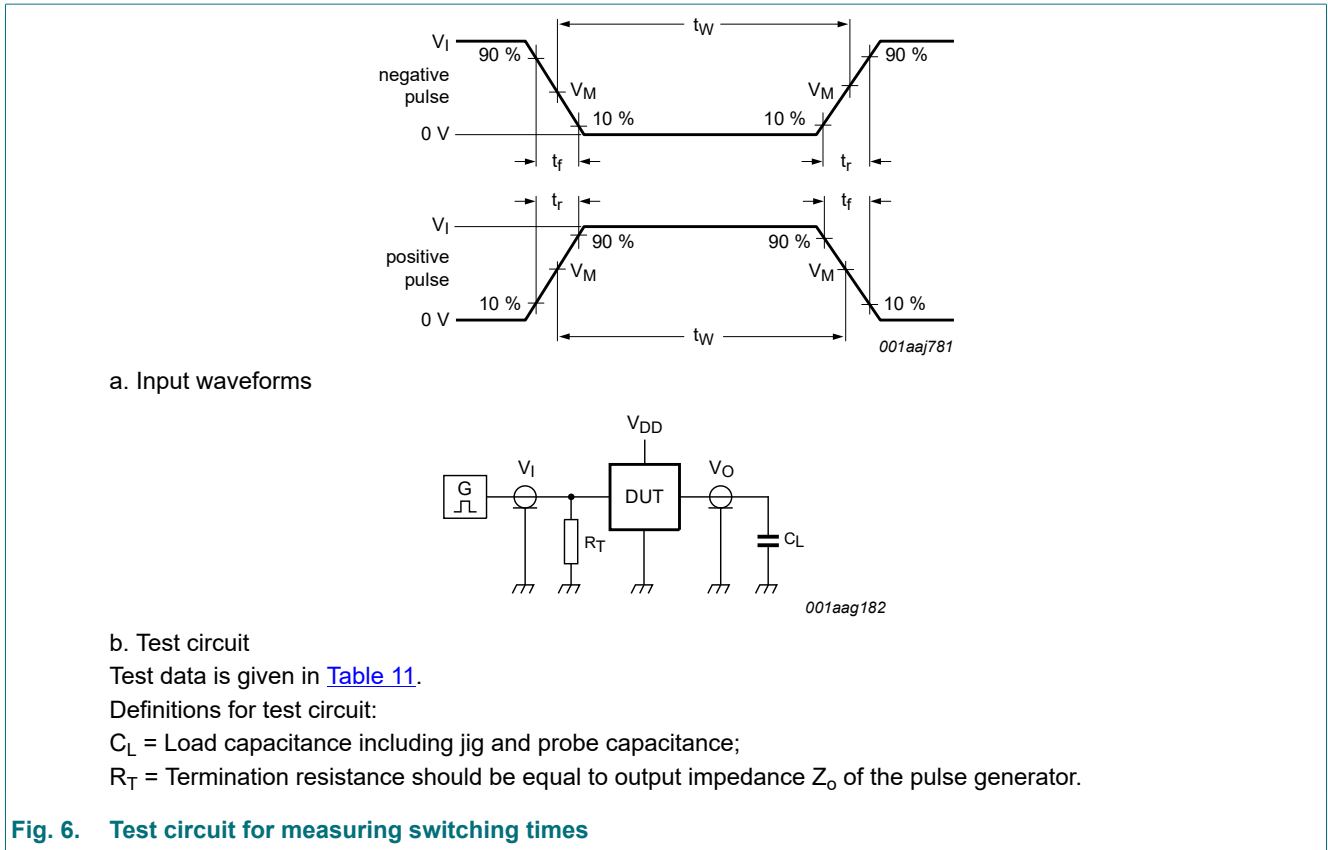 tW
VI
90 %
90 %
negative
pulse
VM
VM
10 %
10 %
0 V
tf
tr
tr
tf
VI
90 %
90 %
positive
pulse
VM
VM
10 %
10 %
0 V
tW
001aaj781
a. Input waveforms
VDD
VI
VO
G
DUT
RT
CL
001aag182
b. Test circuit
Test data is given in Table 11.
Definitions for test circuit:
CL = Load capacitance including jig and probe capacitance;
RT = Termination resistance should be equal to output impedance Zo of the pulse generator.
Fig. 6. Test circuit for measuring switching times